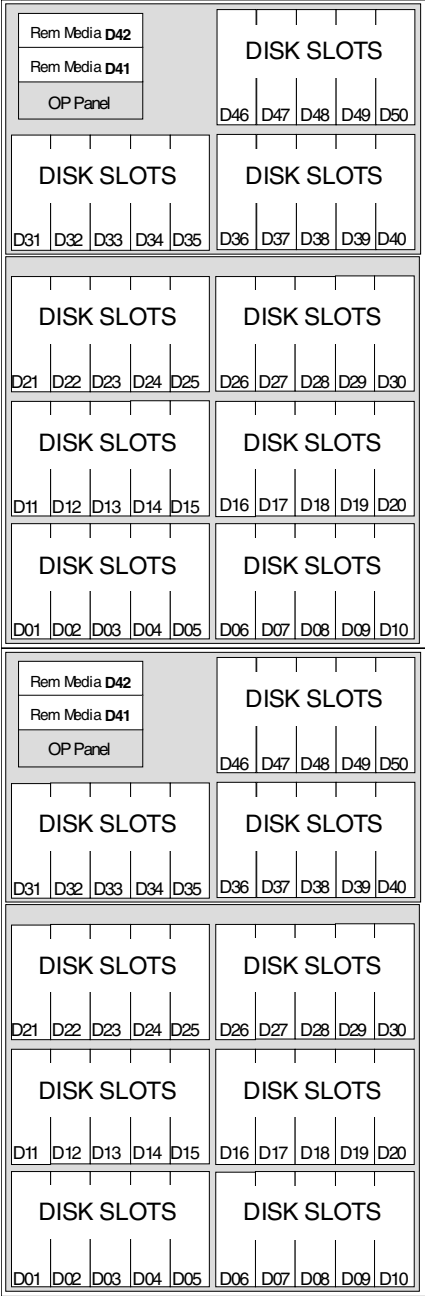 Rem Media D42
Rem Media D41
OP Panel
DISK SLOTS
D46 D47 D48 D49 D50
DISK SLOTS DISK SLOTS
D31 D32 D33 D34 D35 D36 D37 D38 D39 D40
DISK SLOTS DISK SLOTS
D21 D22 D23 D24 D25 D26 D27 D28 D29 D30
DISK SLOTS DISK SLOTS
D11 D12 D13 D14 D15 D16 D17 D18 D19 D20
DISK SLOTS DISK SLOTS
D01 D02 D03 D04 D05 D06 D07 D08 D09 D10
Rem Media D42
Rem Media D41
OP Panel
DISK SLOTS
D46 D47 D48 D49 D50
DISK SLOTS DISK SLOTS
D31 D32 D33 D34 D35 D36 D37 D38 D39 D40
DISK SLOTS DISK SLOTS
D21 D22 D23 D24 D25 D26 D27 D28 D29 D30
DISK SLOTS DISK SLOTS
D11 D12 D13 D14 D15 D16 D17 D18 D19 D20
DISK SLOTS DISK SLOTS
D01 D02 D03 D04 D05 D06 D07 D08 D09 D10